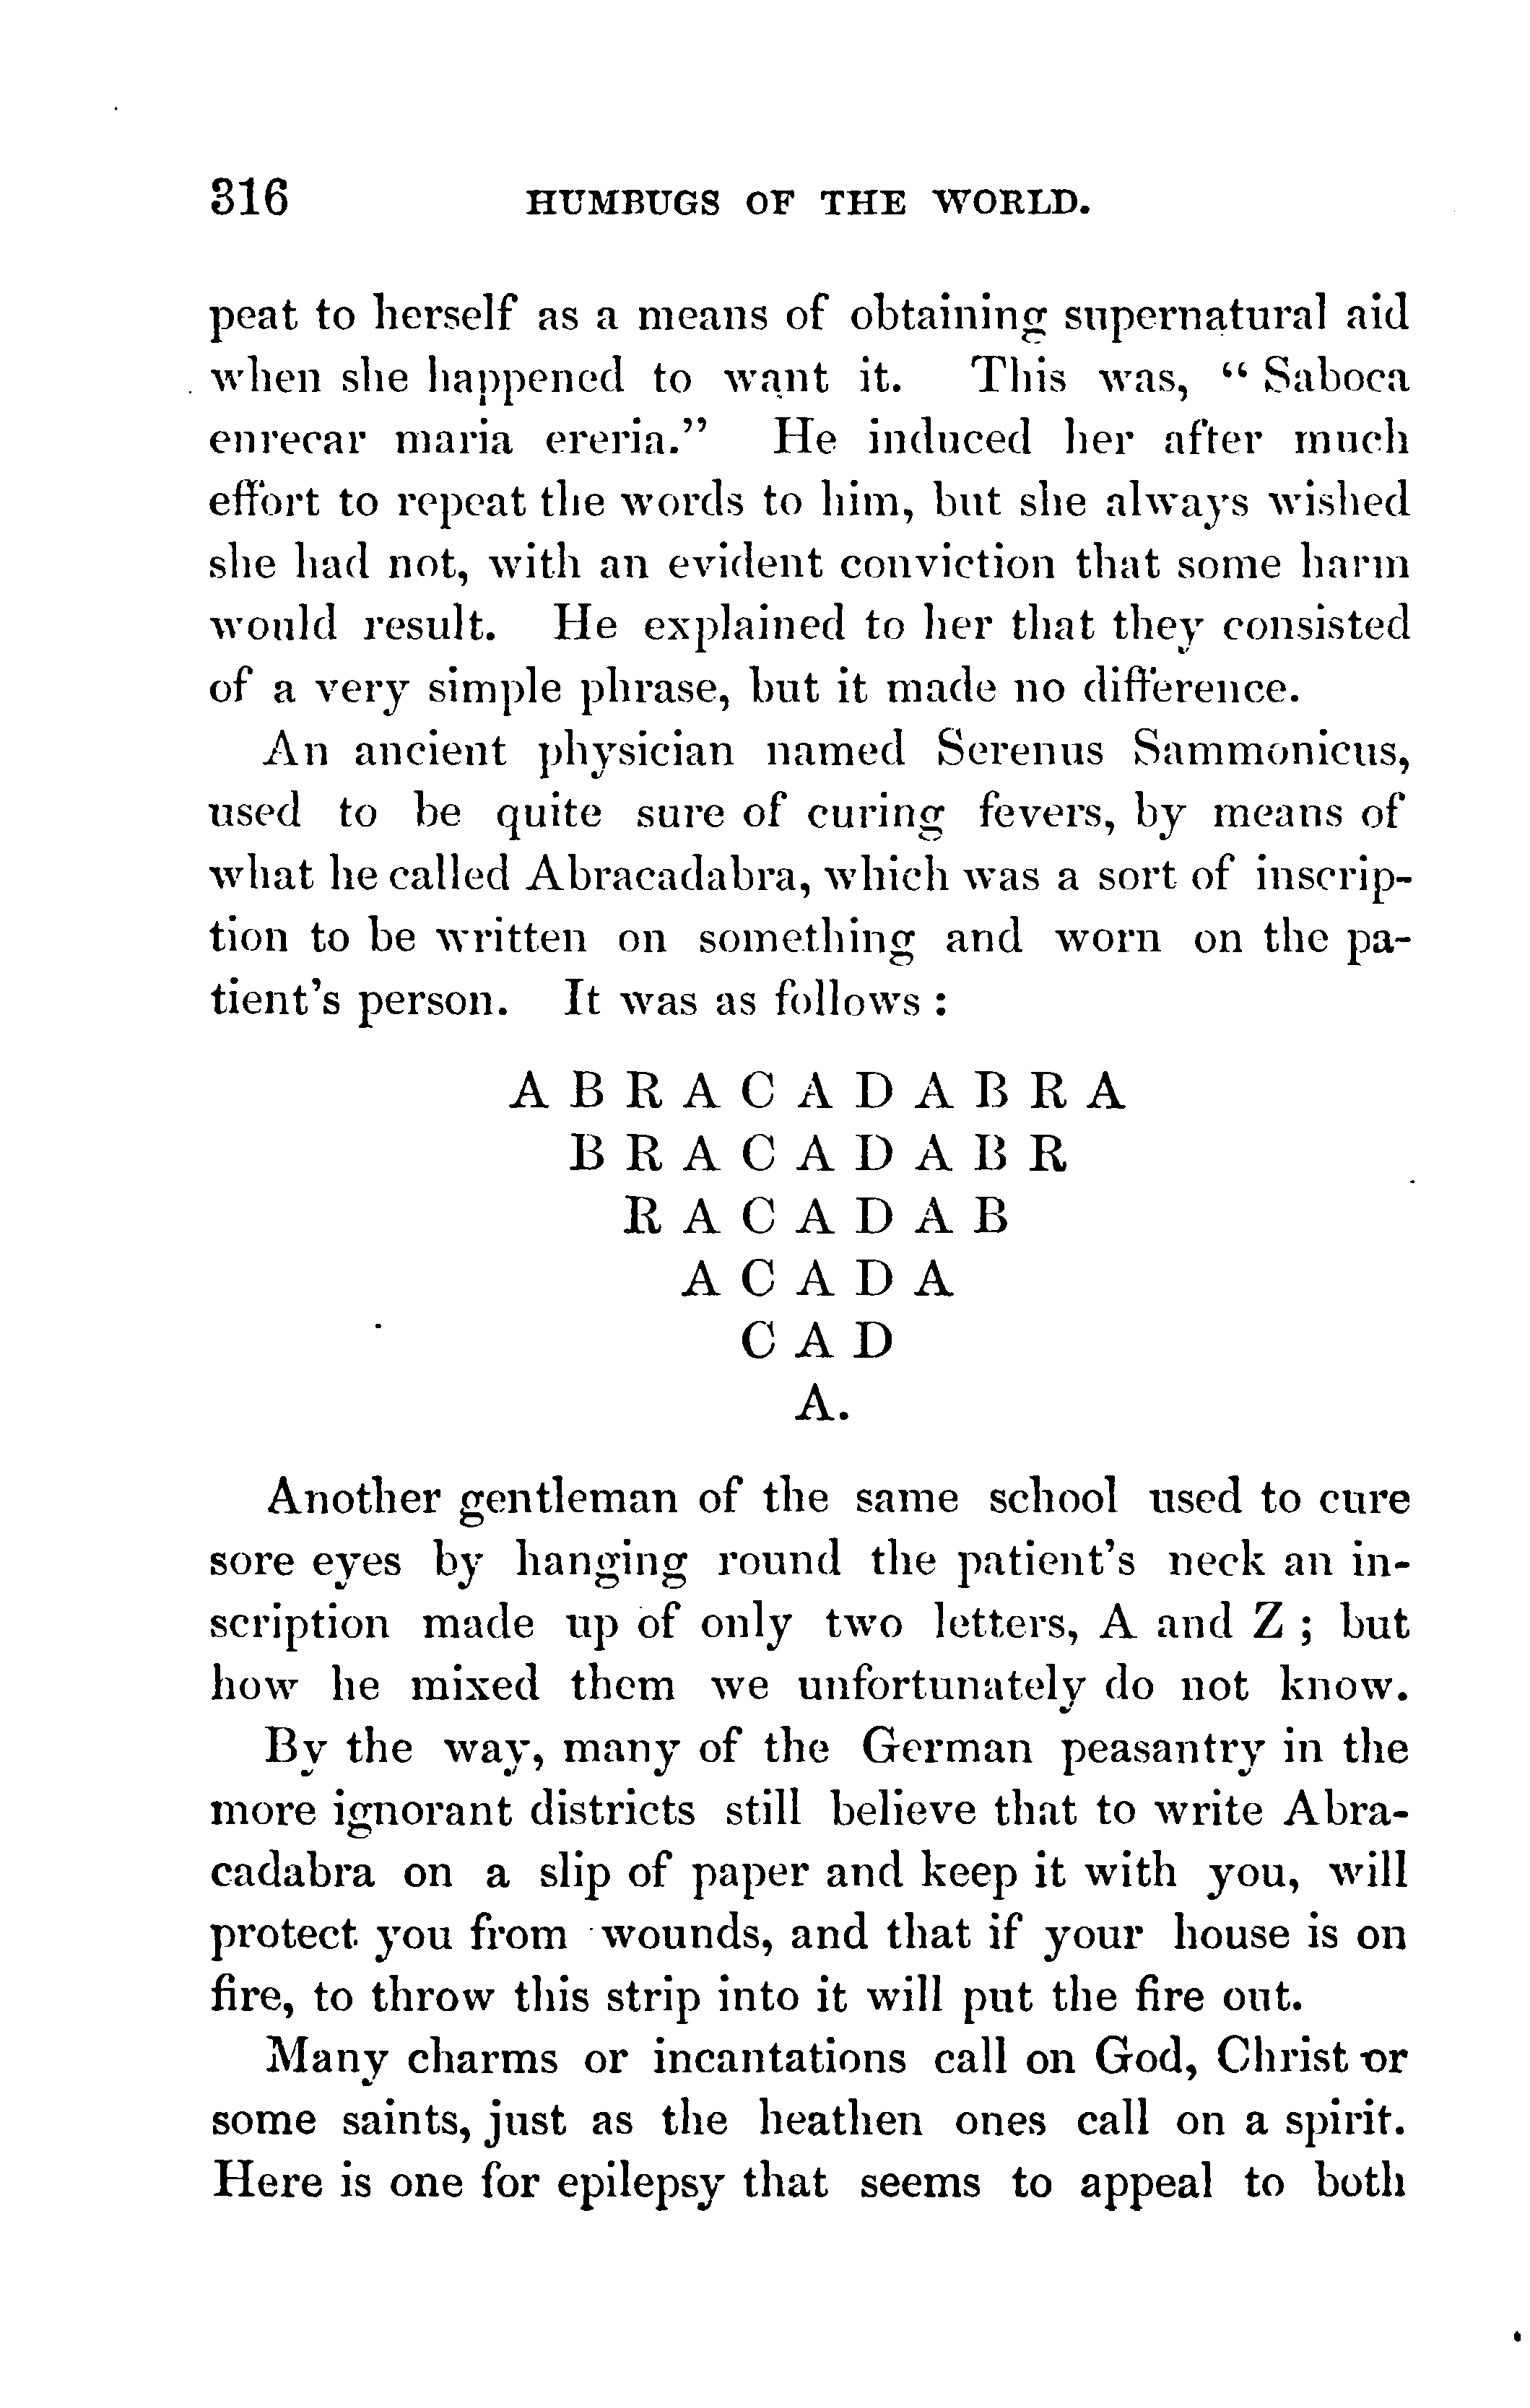 316 HUMBUGS OF THE WORLD.
peat to herself as a means of obtaining supernatural aid
when she happened to want it. This was, “ Saboca
enrecar maria ereria.” He induced her after much
effort to repeat the words to him, but she always wished
she had not, with an evident conviction that some harm
would result. He explained to her that they consisted
of a very simple phrase, but it made no difference.
An ancient physician named Serenus Sammonicus,
used to be quite sure of curing fevers, by means of
what he called Abracadabra, which was a sort of inscrip-
tion to be written on something and worn on the pa-
tient's person. It was as follows :
A B R A C A D A B R A
B R A C A D A B R
R A C A D A B
A C A D A
C A D
A.
Another gentleman of the same school used to cure
sore eyes by hanging round the patient's neck an in-
scription made up of only two letters, A and Z ; but
how he mixed them we unfortunately do not know.
By the way, many of the German peasantry in the
more ignorant districts still believe that to write Abra-
cadabra on a slip of paper and keep it with you, will
protect you from wounds, and that if your house is on
fire, to throw this strip into it will put the fire out.
Many charms or incantations call on God, Christ or
some saints, just as the heathen ones call on a spirit.
Here is one for epilepsy that seems to appeal to both